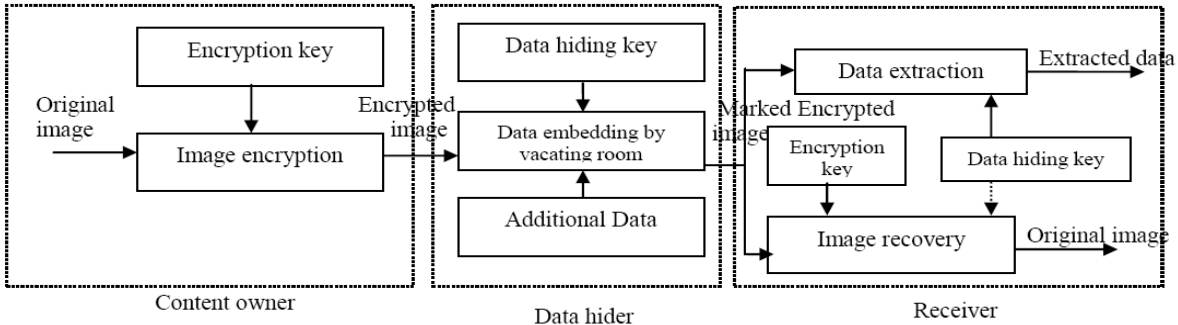 Encryption key
Original
image
Image encryption
Encrypted
image
Data hiding key
Data embedding by
vacating room
Additional Data
Marked Encrypted
image
Data extraction
Extracted data
Encryption
key
Data hiding key
Image recovery
Original image
Content owner
Data hider
Receiver